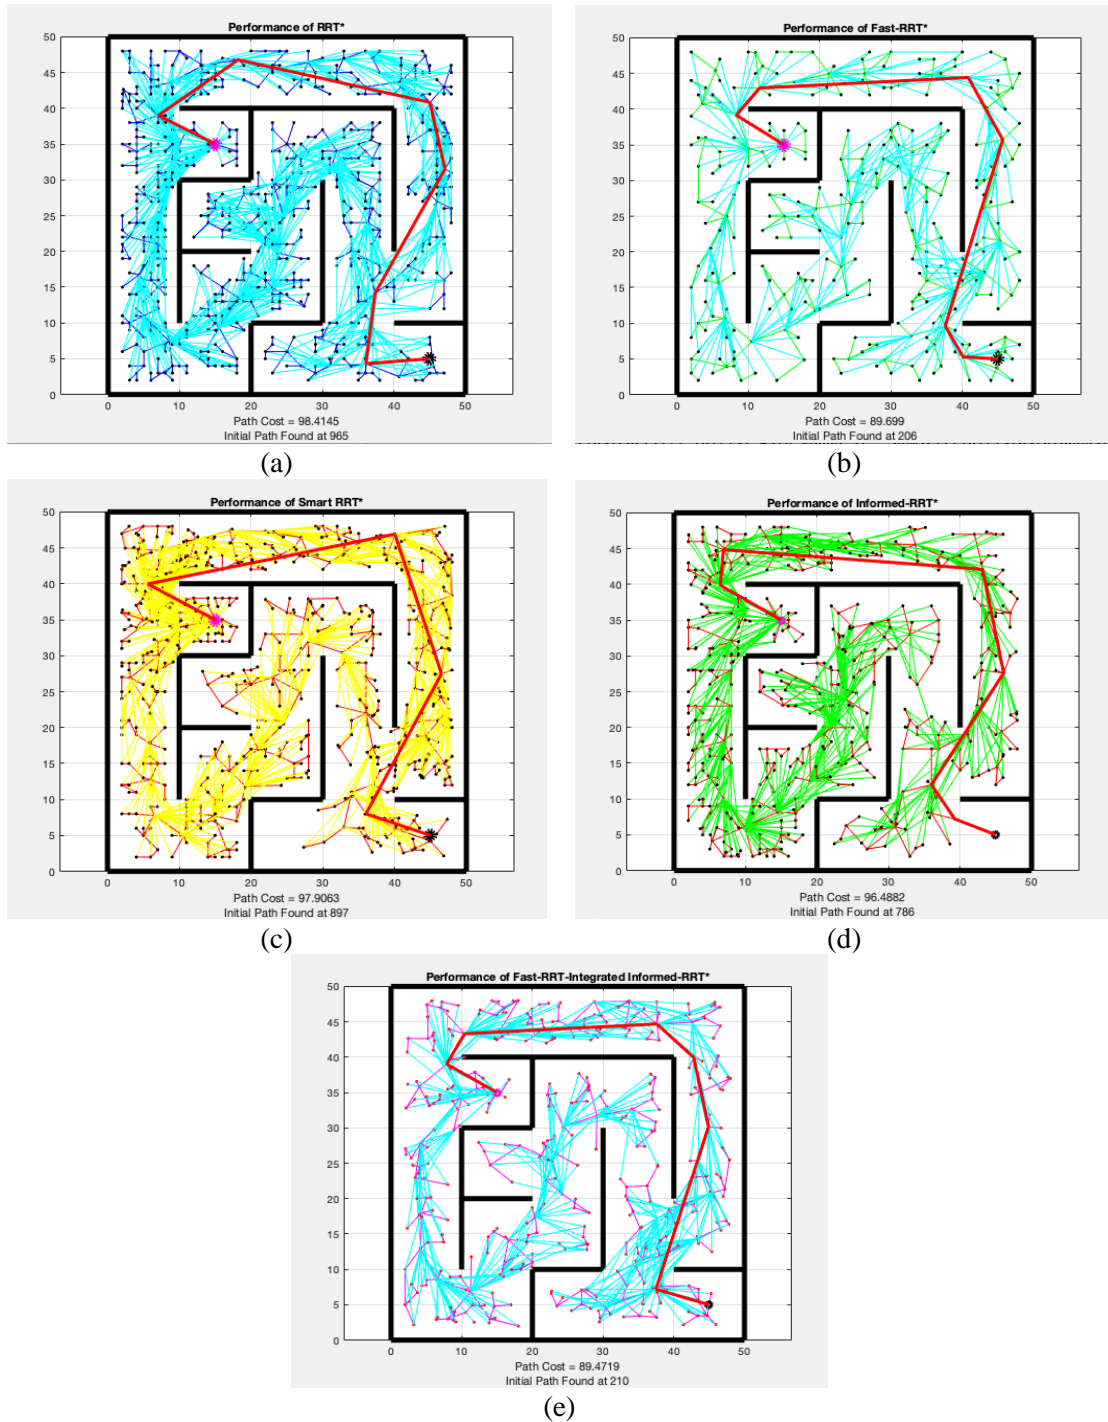 Performance of RRT*
50
45
40
35
30
25
20
15
10
5
0
0 10 20 30 40 50
Path Cost = 98.4145
Initial Path Found at 965
(a)
Performance of Fast-RRT*
50
45
40
35
30
25
20
15
10
5
0
0 10 20 30 40 50
Path Cost = 89.699
Initial Path Found at 206
(b)
Performance of Smart RRT*
50
45
40
35
30
25
20
15
10
5
0
0 10 20 30 40 50
Path Cost = 97.9063
Initial Path Found at 897
(c)
Performance of Informed-RRT*
50
45
40
35
30
25
20
15
10
5
0
0 10 20 30 40 50
Path Cost = 96.4882
Initial Path Found at 786
(d)
Performance of Fast-RRT-Integrated Informed-RRT*
50
45
40
35
30
25
20
15
10
5
0
0 10 20 30 40 50
Path Cost = 89.4719
Initial Path Found at 210
(e)